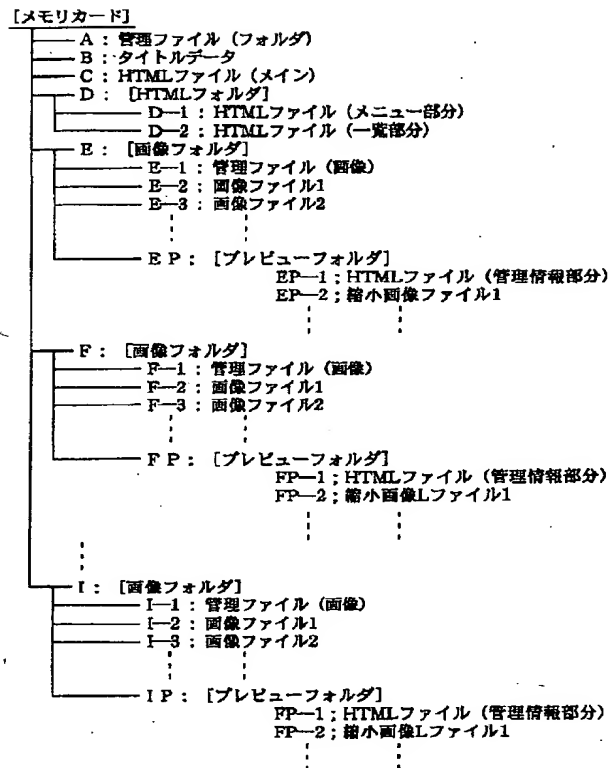 [メモリカード]
A：管理ファイル（フォルダ）
B：タイトルデータ
C：HTMLファイル（メイン）
D：[HTMLフォルダ]
D―1：HTMLファイル（メニュー部分）
D―2：HTMLファイル（一覧部分）
E：[画像フォルダ]
E―1：管理ファイル（画像）
E―2：画像ファイル1
E―3：画像ファイル2
EP：[プレビューフォルダ]
EP―1；HTMLファイル（管理情報部分）
EP―2；縮小画像ファイル1
F：[画像フォルダ]
F―1：管理ファイル（画像）
F―2：画像ファイル1
F―3：画像ファイル2
FP：[プレビューフォルダ]
FP―1；HTMLファイル（管理情報部分）
FP―2；縮小画像Lファイル1
I：[画像フォルダ]
I―1：管理ファイル（画像）
I―2：画像ファイル1
I―3：画像ファイル2
IP：[プレビューフォルダ]
FP―1；HTMLファイル（管理情報部分）
FP―2；縮小画像Lファイル1